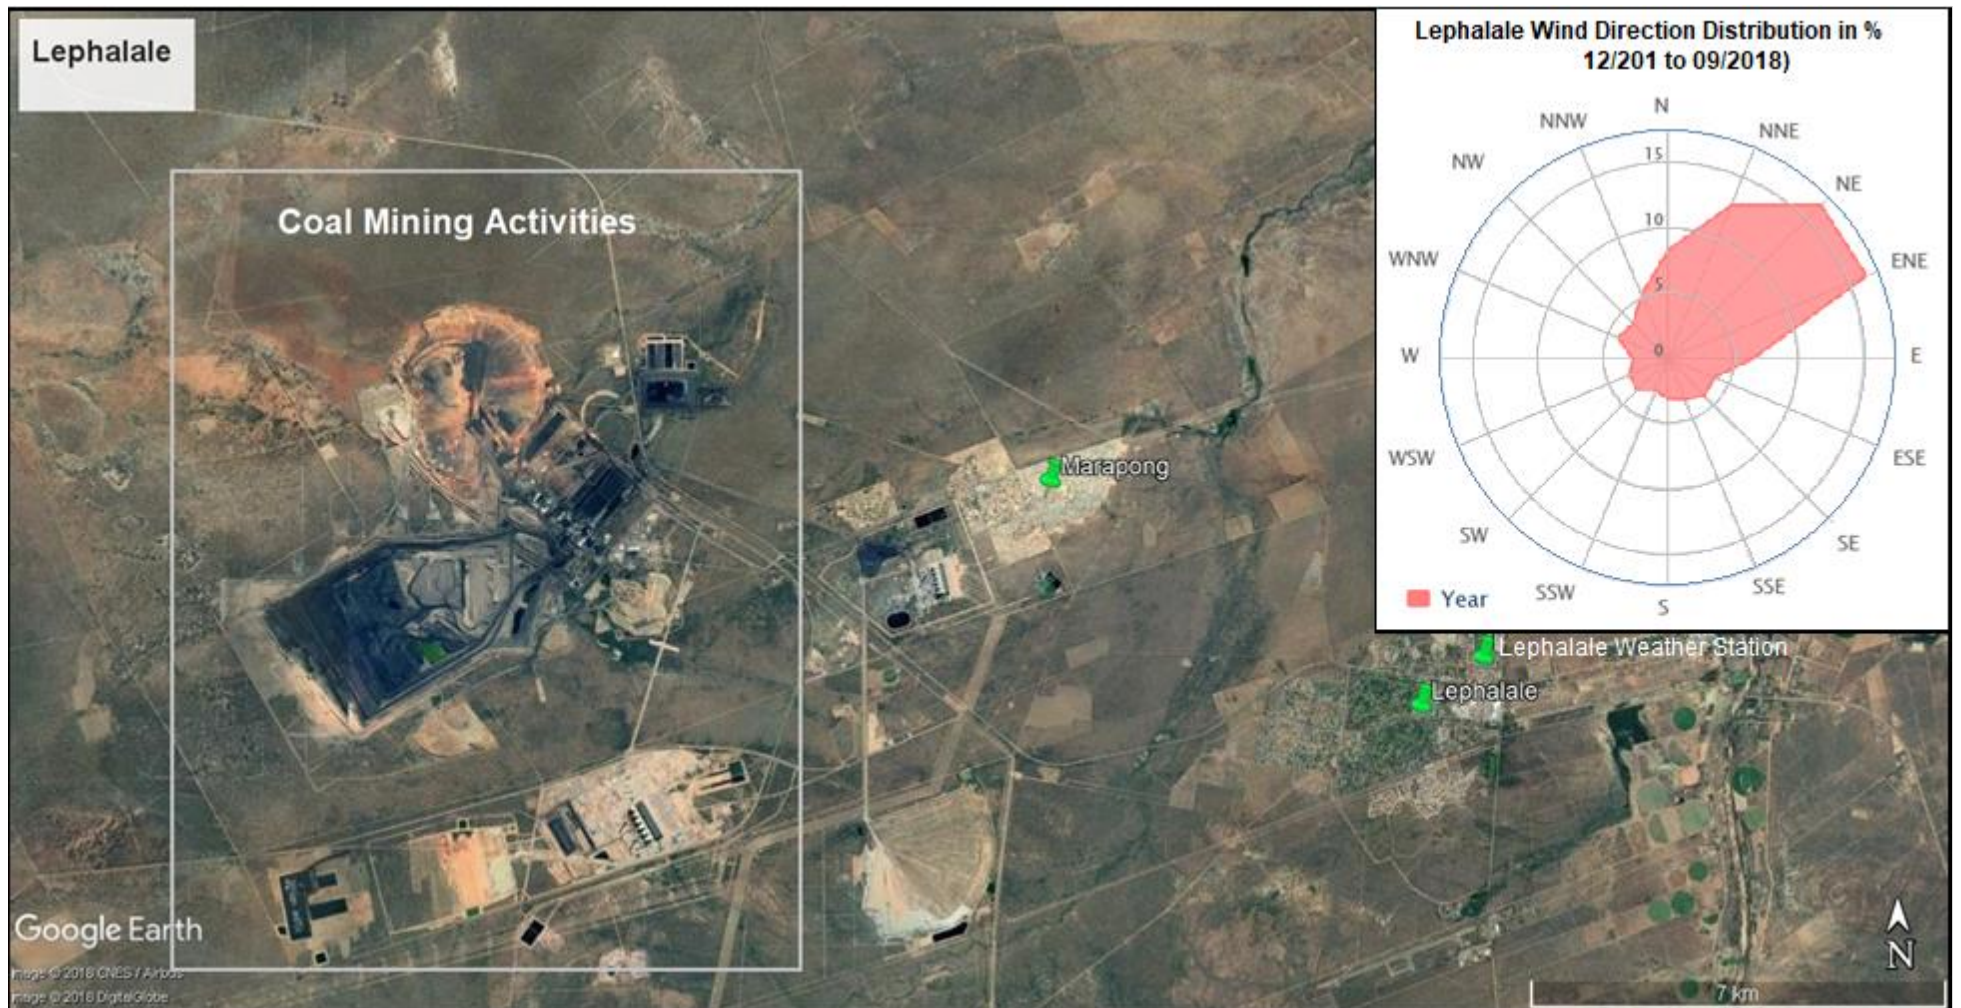 Lephalale
Lephalale Wind Direction Distribution in %
12/201 to 09/2018)
N
NNW
NNE
NW
NE
15
10
5
0
WNW
ENE
W
E
WSW
ESE
SW
SE
SSW
SSE
S
Year
Coal Mining Activities
Marapong
Lephalale Weather Station
Lephalale
Google Earth
Image © 2018 CNES / Airbus
Image © 2018 DigitalGlobe
N
7 km